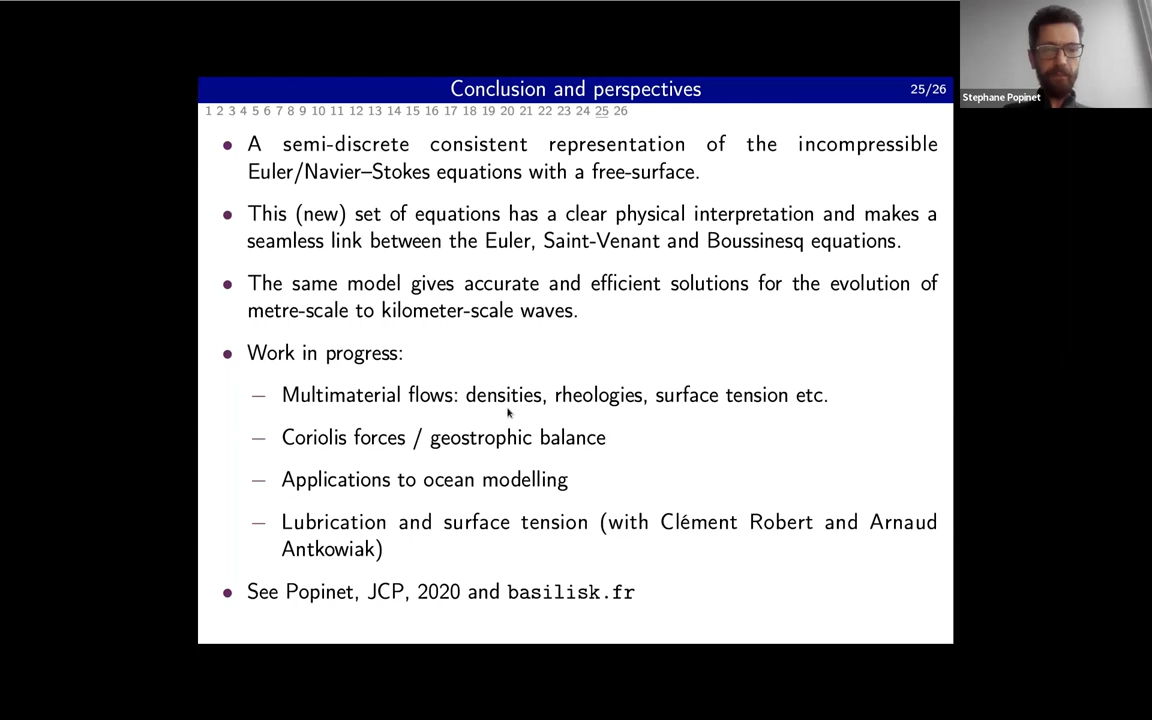 Conclusion and perspectives
25/26
1 2 3 4 5 6 7 8 9 10 11 12 13 14 15 16 17 18 19 20 21 22 23 24 25 26
Stephane Popinet
• A semi-discrete consistent representation of the incompressible
Euler/Navier–Stokes equations with a free-surface.
• This (new) set of equations has a clear physical interpretation and makes a
seamless link between the Euler, Saint-Venant and Boussinesq equations.
• The same model gives accurate and efficient solutions for the evolution of
metre-scale to kilometer-scale waves.
• Work in progress:
– Multimaterial flows: densities, rheologies, surface tension etc.
– Coriolis forces / geostrophic balance
– Applications to ocean modelling
– Lubrication and surface tension (with Clément Robert and Arnaud
Antkowiak)
• See Popinet, JCP, 2020 and basilisk.fr